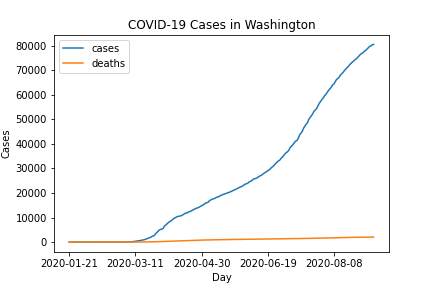 COVID-19 Cases in Washington
cases
deaths
80000
70000
60000
50000
40000
30000
20000
10000
0
Cases
2020-01-21 2020-03-11 2020-04-30 2020-06-19 2020-08-08
Day